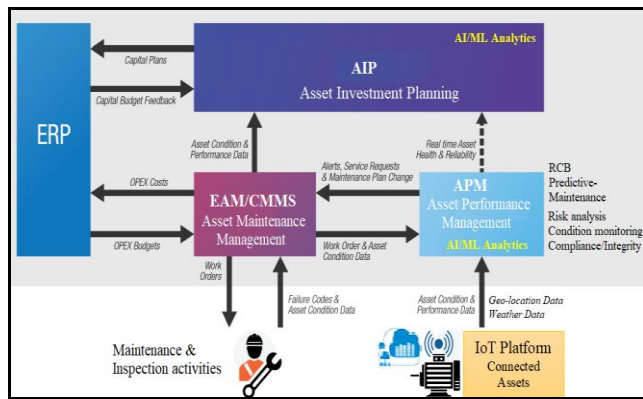 AI/ML Analytics
Capital Plans
AIP
Asset Investment Planning
Capital Budget Feedback
ERP
Asset Condition &
Performance Data
Real time Asset
Health & Reliability
Alerts, Service Requests
& Maintenance Plan Change
OPEX Costs
EAM/CMMS
Asset Maintenance
Management
APM
Asset Performance
Management
AI/ML Analytics
RCB
Predictive-
Maintenance
Risk analysis
Condition monitoring
Compliance/Integrity
OPEX Budgets
Work Order & Asset
Condition Data
Work
Orders
Failure Codes &
Asset Condition Data
Asset Condition &
Performance Data
Geo-location Data
Weather Data
Maintenance &
Inspection activities
IoT Platform
Connected
Assets